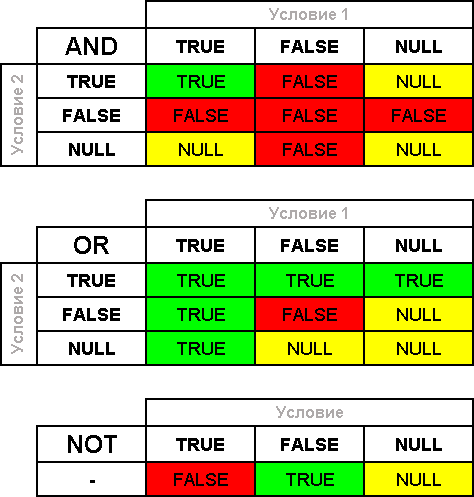 Условие 1
AND TRUE FALSE NULL
Условие 2
TRUE TRUE FALSE NULL
FALSE FALSE FALSE FALSE
NULL NULL FALSE NULL
Условие 1
OR TRUE FALSE NULL
Условие 2
TRUE TRUE TRUE TRUE
FALSE TRUE FALSE NULL
NULL TRUE NULL NULL
Условие
NOT TRUE FALSE NULL
- FALSE TRUE NULL